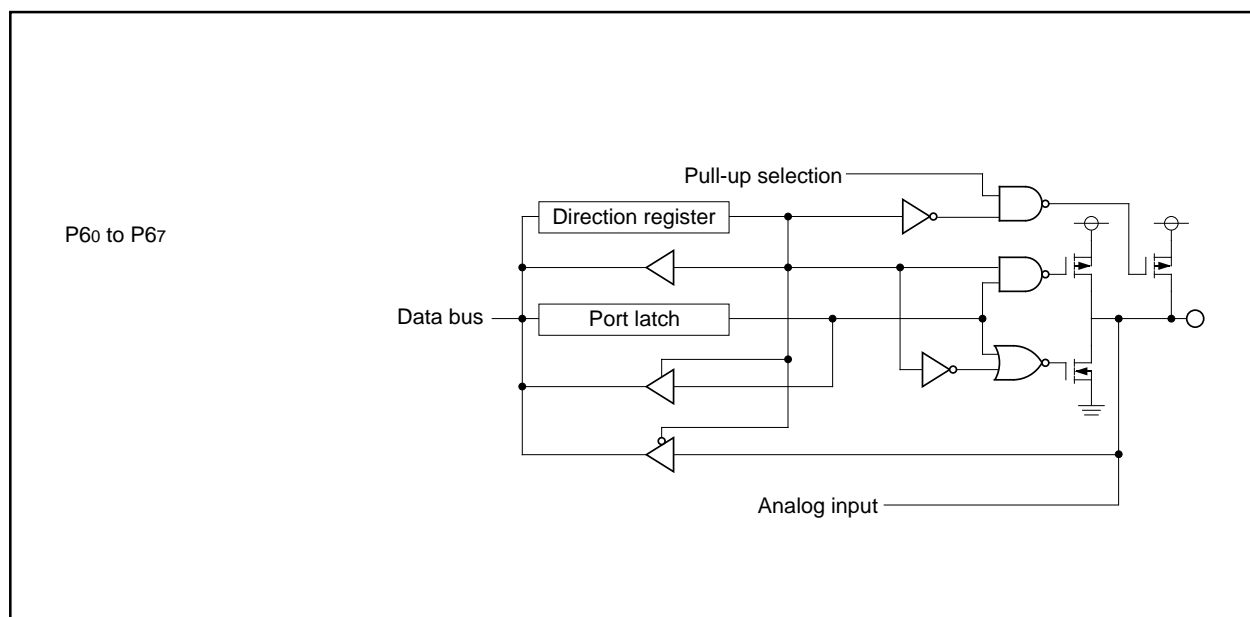 Pull-up selection
Direction register
P60 to P67
Data bus
Port latch
Analog input